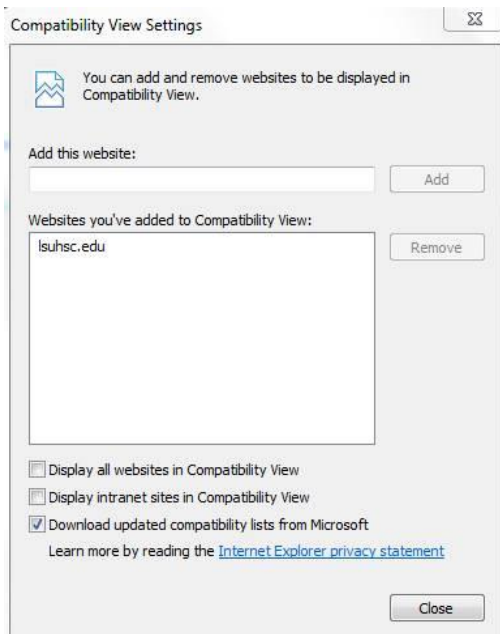 Compatibility View Settings
You can add and remove websites to be displayed in
Compatibility View.
Add this website:
Add
Websites you've added to Compatibility View:
lsuhsc.edu
Remove
Display all websites in Compatibility View
Display intranet sites in Compatibility View
Download updated compatibility lists from Microsoft
Learn more by reading the Internet Explorer privacy statement
Close